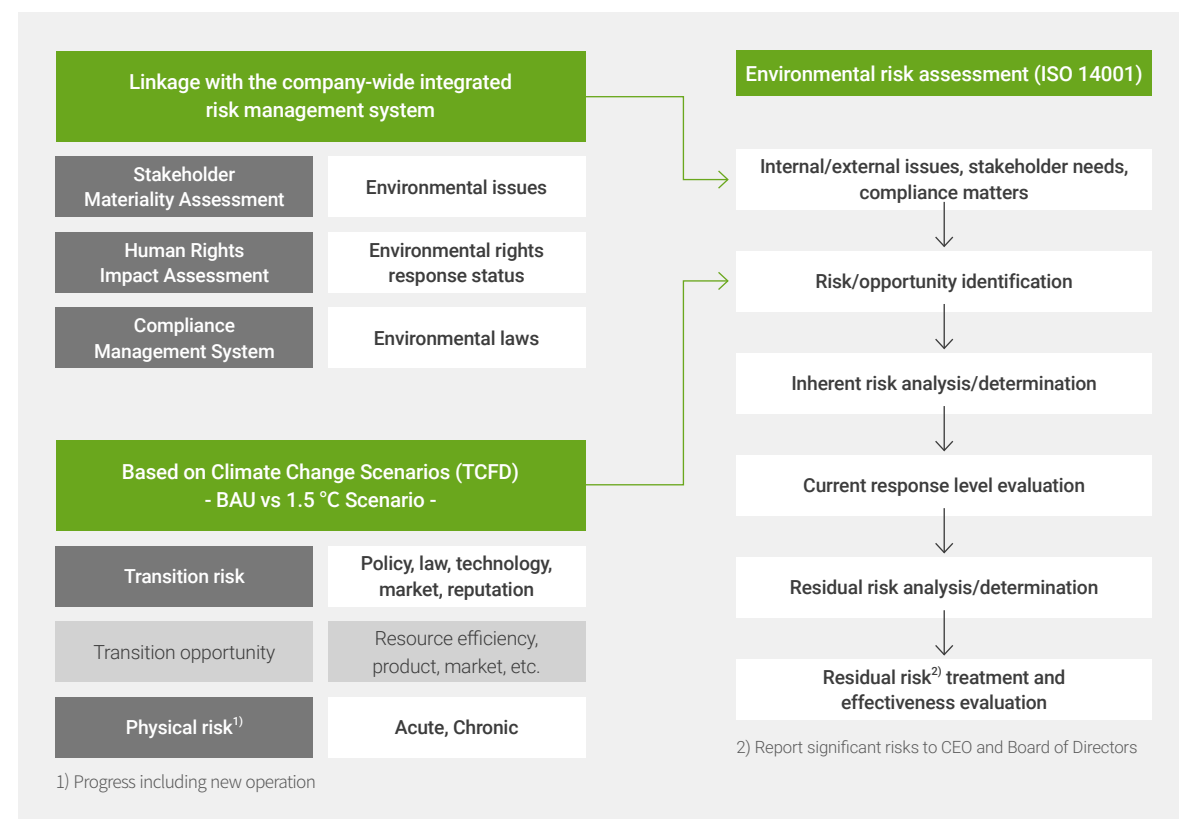 Linkage with the company-wide integrated
risk management system
Stakeholder
Materiality Assessment
Environmental issues
Human Rights
Impact Assessment
Environmental rights
response status
Compliance
Management System
Environmental laws
Based on Climate Change Scenarios (TCFD)
- BAU vs 1.5 ℃ Scenario -
Transition risk
Policy, law, technology,
market, reputation
Transition opportunity
Resource efficiency,
product, market, etc.
Physical risk1)
Acute, Chronic
1) Progress including new operation
Environmental risk assessment (ISO 14001)
Internal/external issues, stakeholder needs,
compliance matters
Risk/opportunity identification
Inherent risk analysis/determination
Current response level evaluation
Residual risk analysis/determination
Residual risk2) treatment and
effectiveness evaluation
2) Report significant risks to CEO and Board of Directors